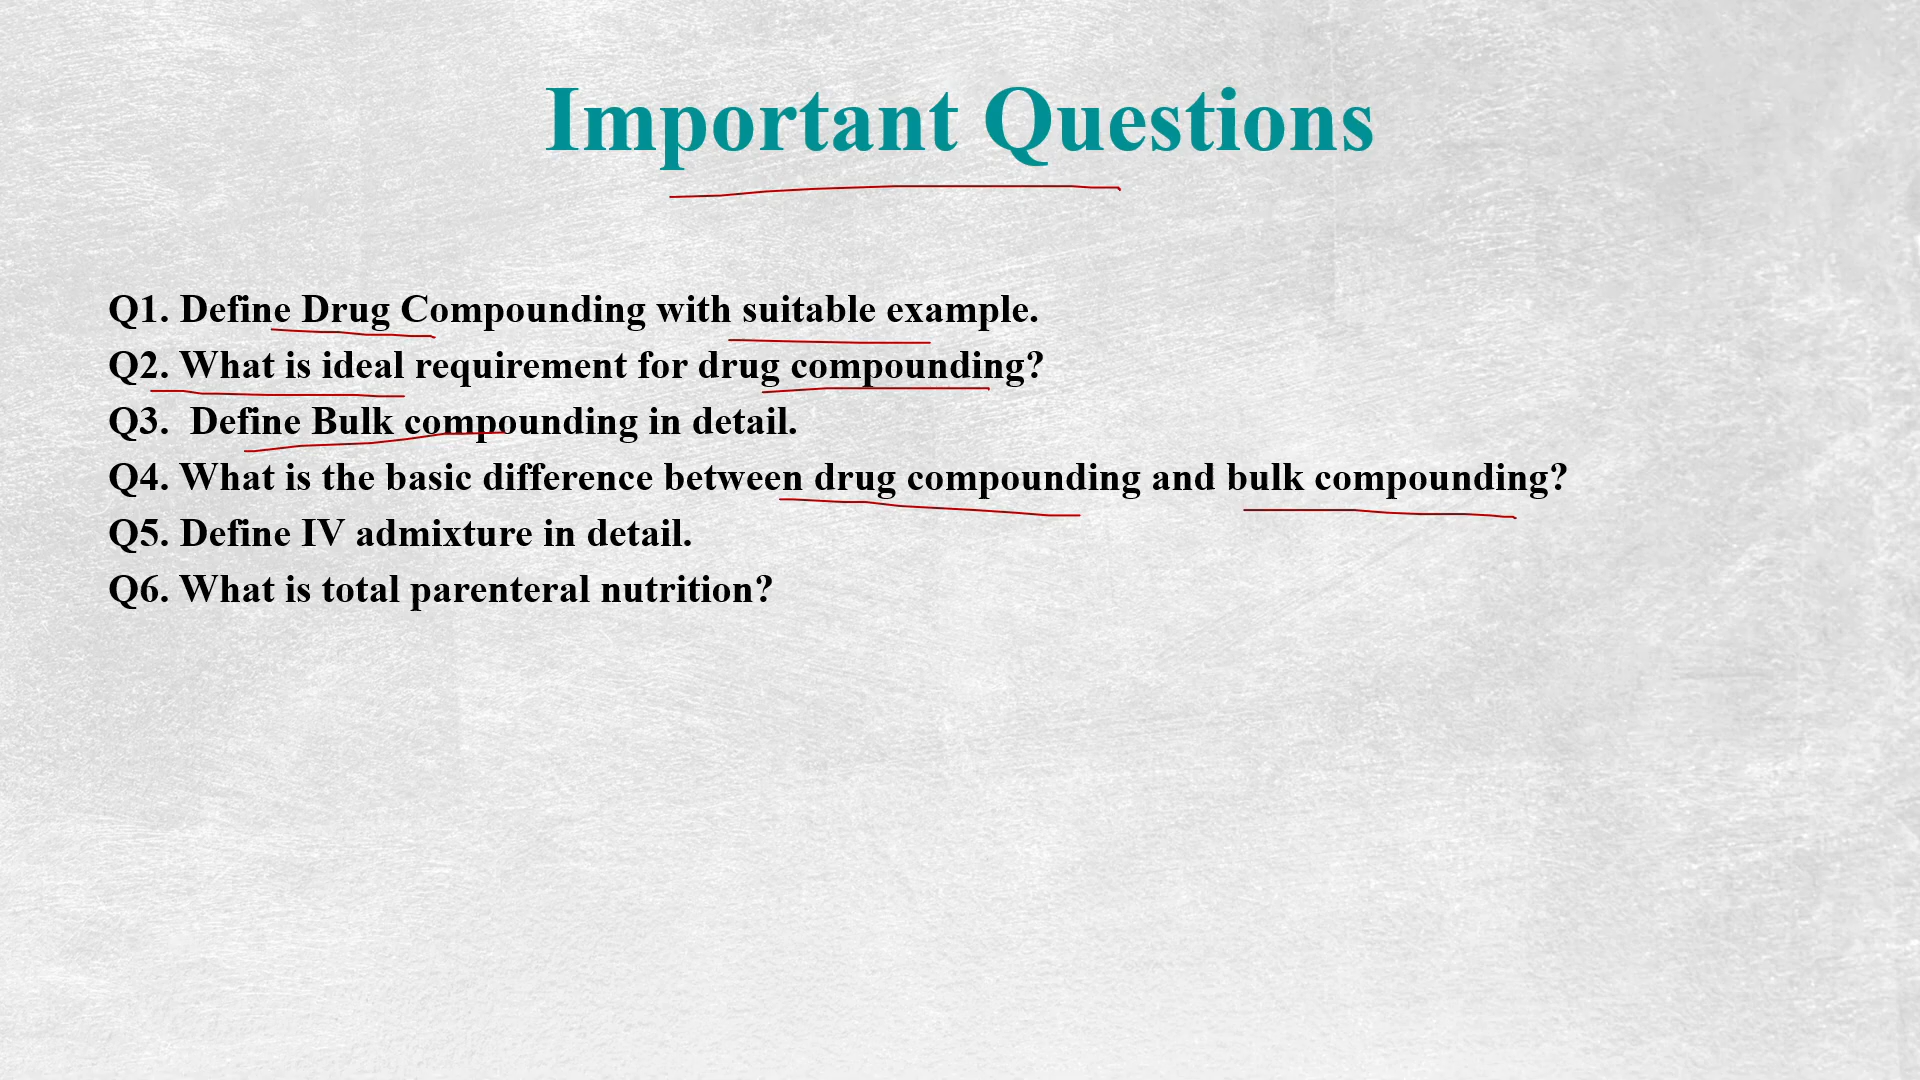 Important Questions
Q1. Define Drug Compounding with suitable example.
Q2. What is ideal requirement for drug compounding?
Q3.  Define Bulk compounding in detail.
Q4. What is the basic difference between drug compounding and bulk compounding?
Q5. Define IV admixture in detail.
Q6. What is total parenteral nutrition?